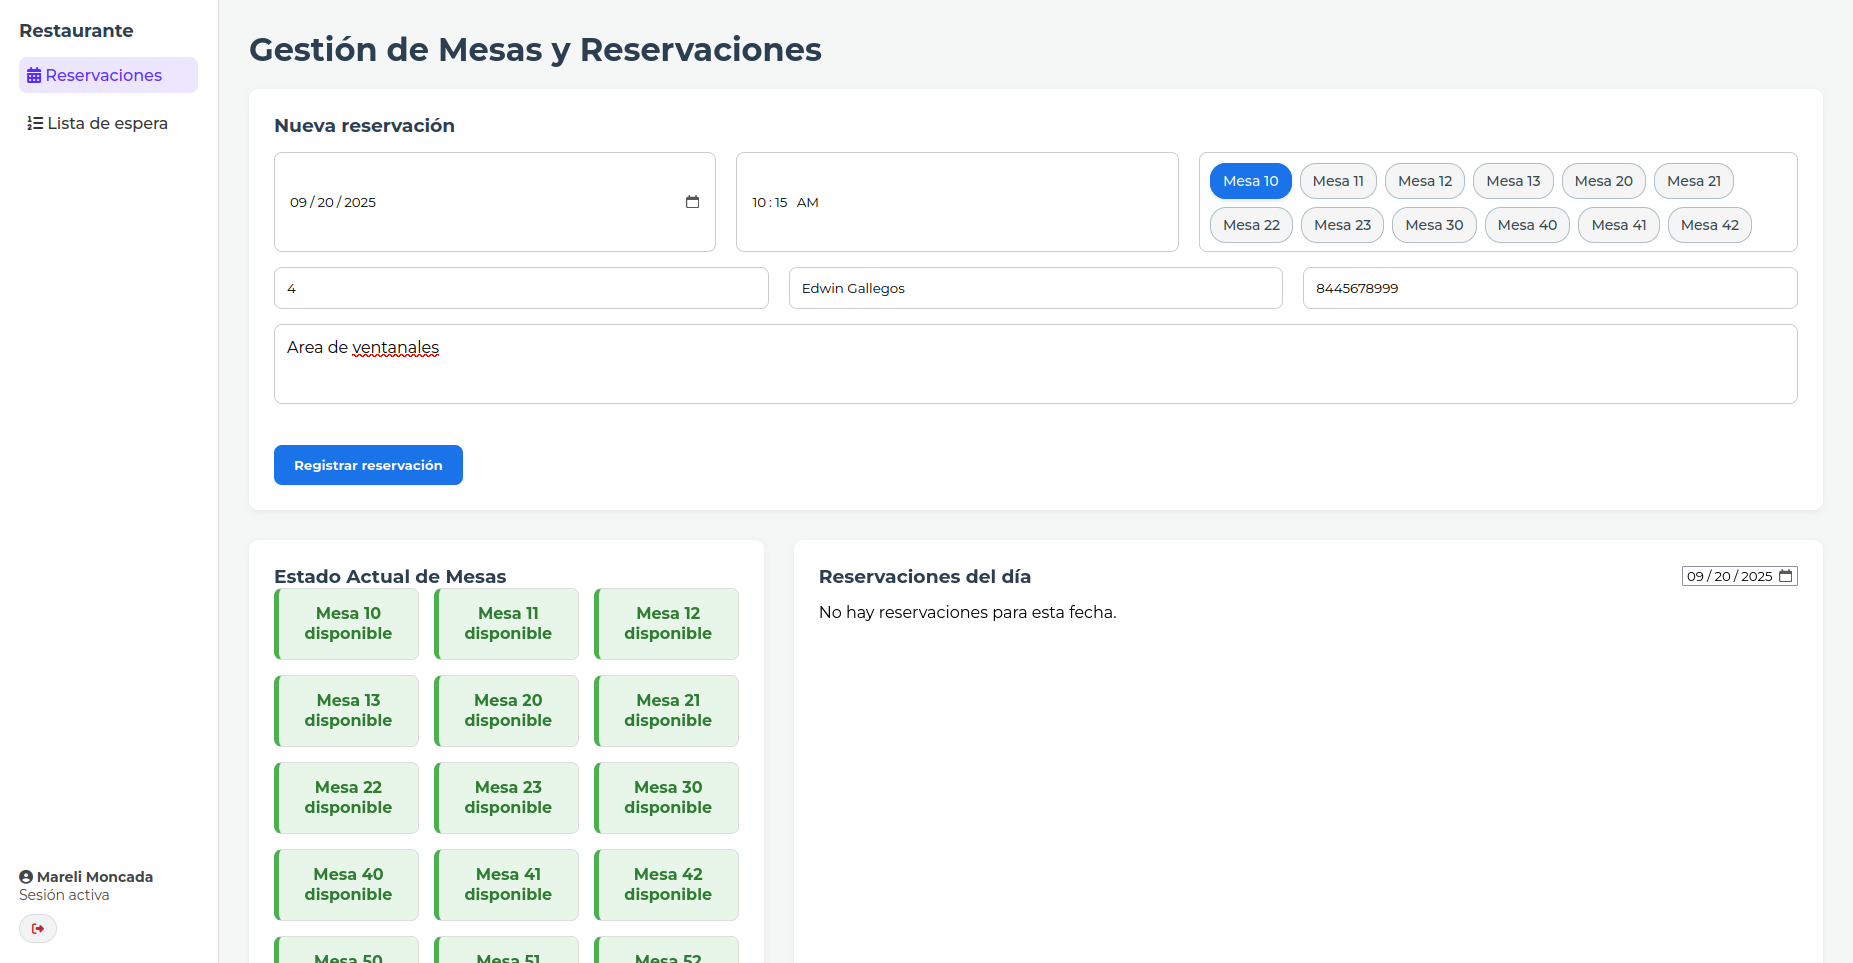 Restaurante
Reservaciones
Lista de espera
Mareli Moncada
Sesión activa
Gestión de Mesas y Reservaciones
Nueva reservación
09/20/2025
10:15 AM
Mesa 10 Mesa 11 Mesa 12 Mesa 13 Mesa 20 Mesa 21
Mesa 22 Mesa 23 Mesa 30 Mesa 40 Mesa 41 Mesa 42
4
Edwin Gallegos
8445678999
Area de ventanales
Registrar reservación
Estado Actual de Mesas
Mesa 10 Mesa 11 Mesa 12
disponible disponible disponible
Mesa 13 Mesa 20 Mesa 21
disponible disponible disponible
Mesa 22 Mesa 23 Mesa 30
disponible disponible disponible
Mesa 40 Mesa 41 Mesa 42
disponible disponible disponible
Mesa 50 Mesa 51 Mesa 52
Reservaciones del día
09/20/2025
No hay reservaciones para esta fecha.